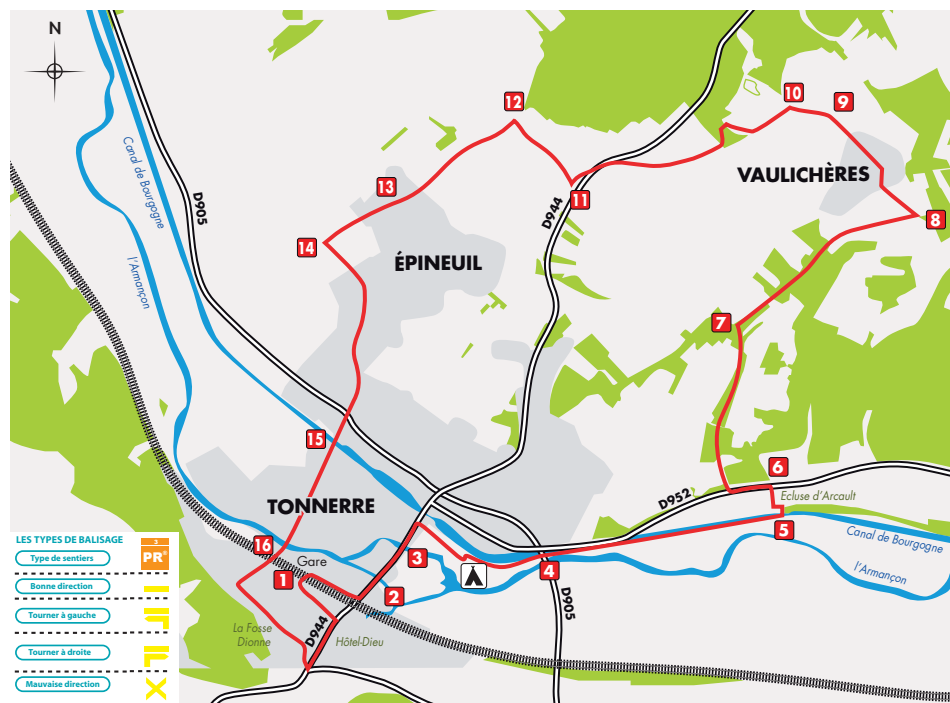 N
12
10
9
Canal de Bourgogne
VAULICHÈRES
13
11
D905
D944
8
14
ÉPINEUIL
l'Armançon
7
15
6
D952
Ecluse d'Arcault
TONNERRE
5
Canal de Bourgogne
16
3
4
l'Armançon
Gare
1
2
D905
La Fosse
Dionne
D944
Hôtel-Dieu
LES TYPES DE BALISAGE
PR®
Type de sentiers
Bonne direction
Tourner à gauche
Tourner à droite
Mauvaise direction